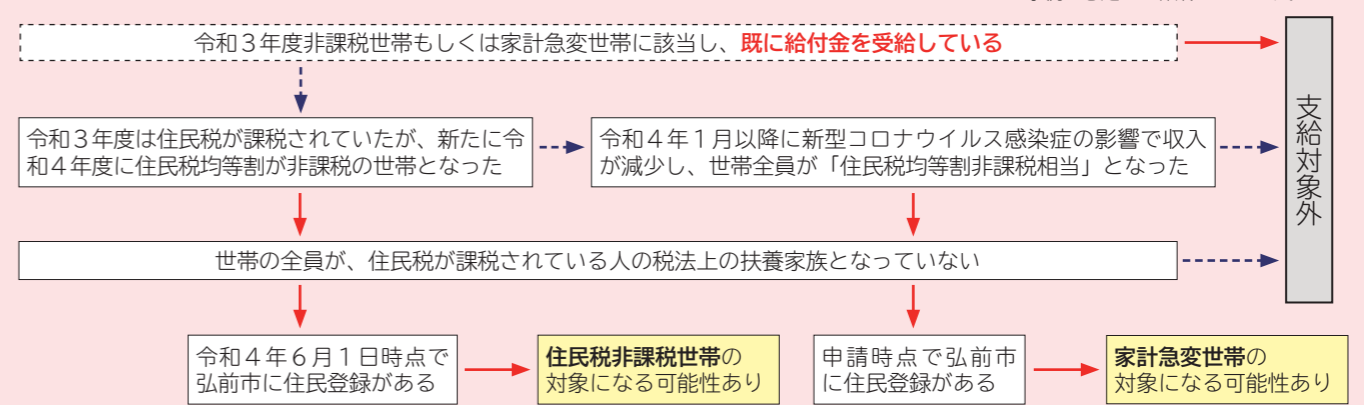 令和３年度非課税世帯もしくは家計急変世帯に該当し、既に給付金を受給している
支給対象外
令和３年度は住民税が課税されていたが、新たに令
和４年度に住民税均等割が非課税の世帯となった
令和４年１月以降に新型コロナウイルス感染症の影響で収入
が減少し、世帯全員が「住民税均等割非課税相当」となった
世帯の全員が、住民税が課税されている人の税法上の扶養家族となっていない
令和４年６月１日時点で
弘前市に住民登録がある
住民税非課税世帯の
対象になる可能性あり
申請時点で弘前市
に住民登録がある
家計急変世帯の
対象になる可能性あり